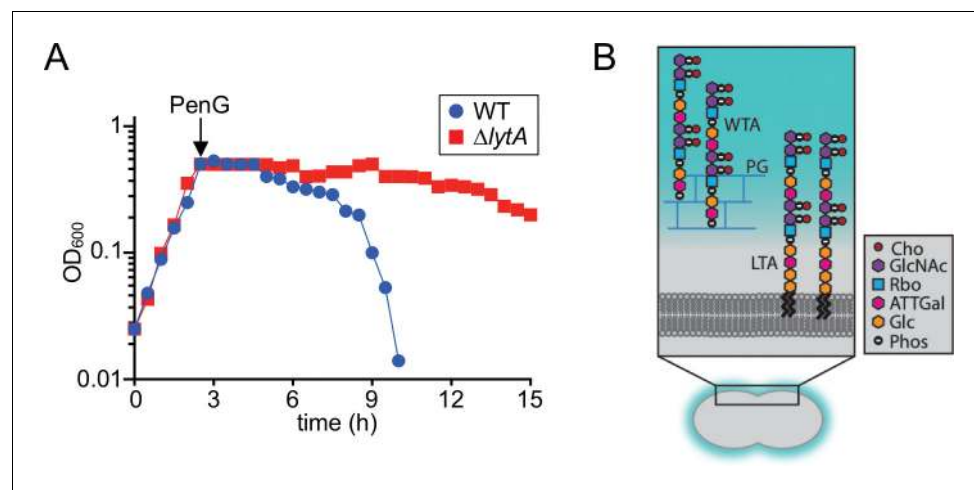 A
PenG
WT
ΔlytA
1
0.1
0.01
OD600
0 3 6 9 12 15
time (h)
B
WTA
PG
LTA
Cho
GlcNAc
Rbo
ATTGal
Glc
Phos